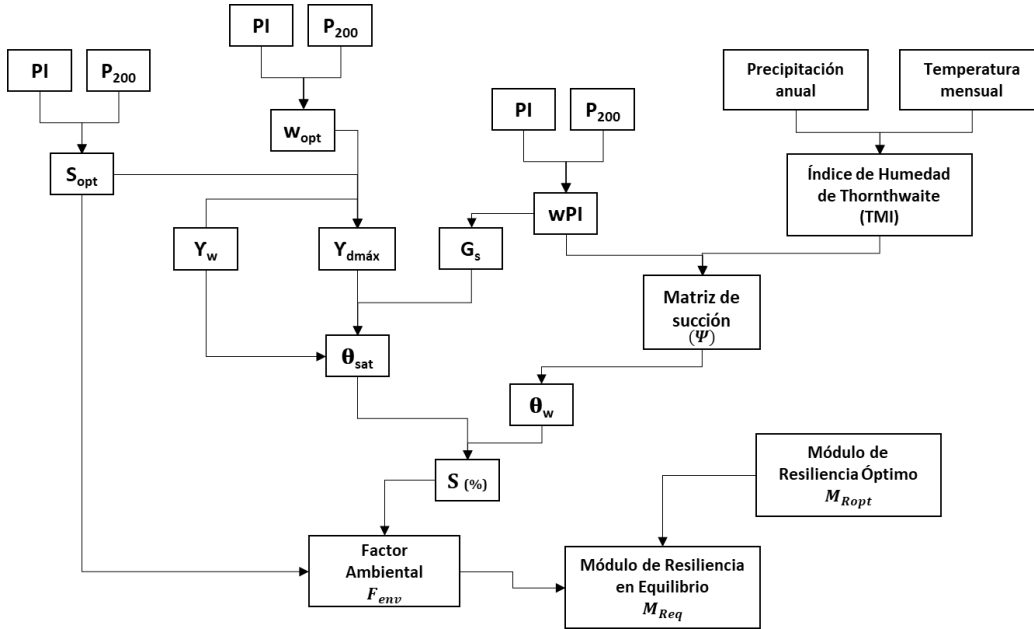 PI
P200
PI
P200
Precipitación
anual
Temperatura
mensual
PI
P200
wopt
Sopt
Índice de Humedad
de Thornthwaite
(TMI)
wPI
Yw
Ydmáx
Gs
Matriz de
succión
(Ψ)
θsat
θw
S (%)
Módulo de
Resiliencia Óptimo
MRopt
Factor
Ambiental
Fenv
Módulo de Resiliencia
en Equilibrio
MReq